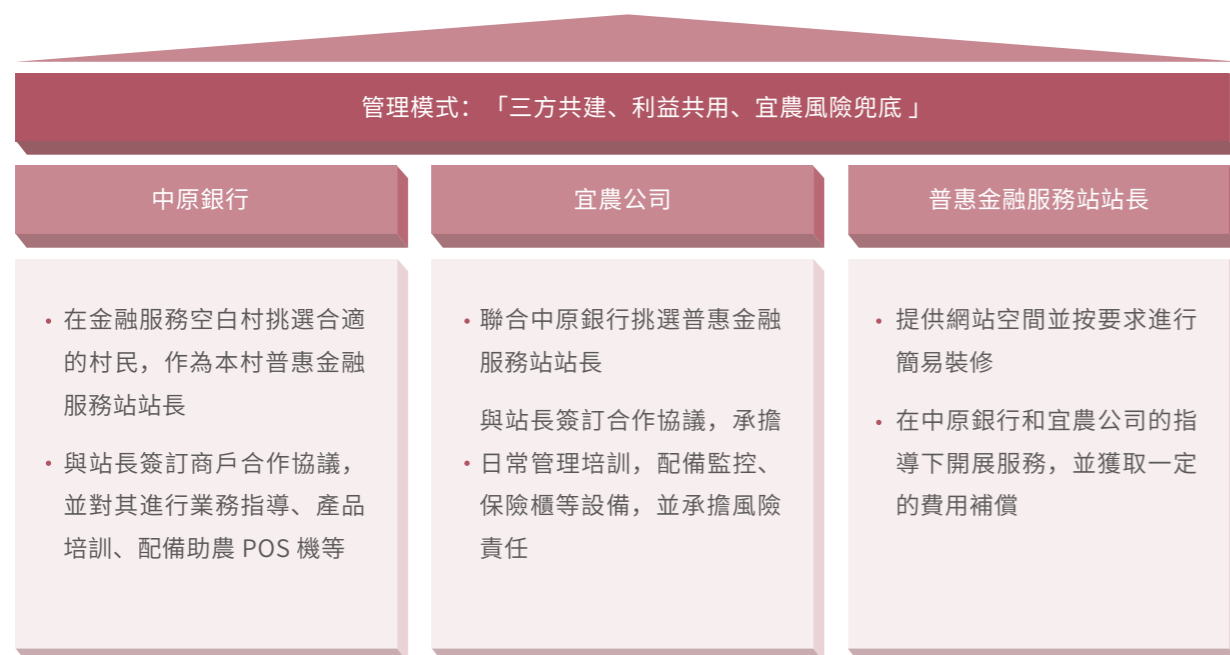 管理模式：「三方共建、利益共用、宜農風險兜底」
中原銀行
• 在金融服務空白村挑選合適
的村民，作為本村普惠金融
服務站站長
• 與站長簽訂商戶合作協議，
並對其進行業務指導、產品
培訓、配備助農 POS 機等
宜農公司
• 聯合中原銀行挑選普惠金融
服務站站長
與站長簽訂合作協議，承擔
• 日常管理培訓，配備監控、
保險櫃等設備，並承擔風險
責任
普惠金融服務站站長
• 提供網站空間並按要求進行
簡易裝修
• 在中原銀行和宜農公司的指
導下開展服務，並獲取一定
的費用補償